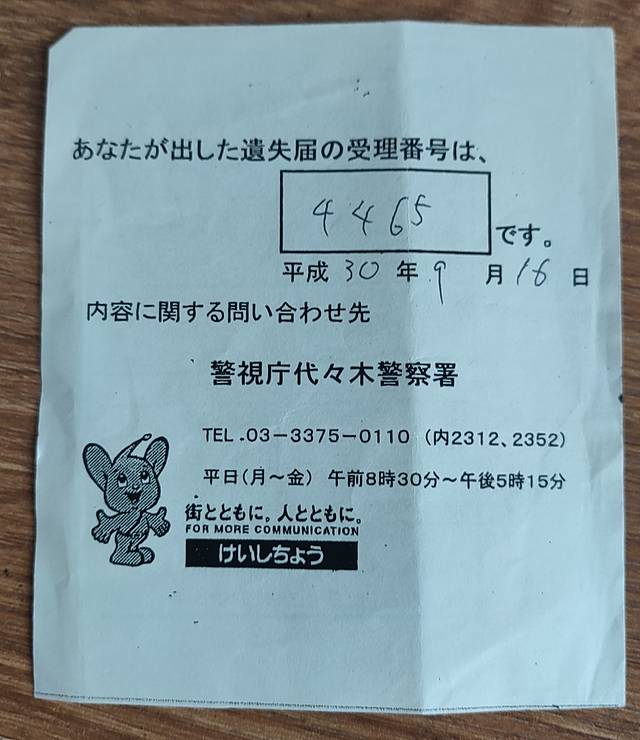 あなたが出した遺失届の受理番号は、
4465
です。
平成30年9月16日
内容に関する問い合わせ先
警視庁代々木警察署
TEL.03-3375-0110（内2312、2352）
平日（月～金）午前8時30分～午後5時15分
街とともに。人とともに。
FOR MORE COMMUNICATION
けいしちょう